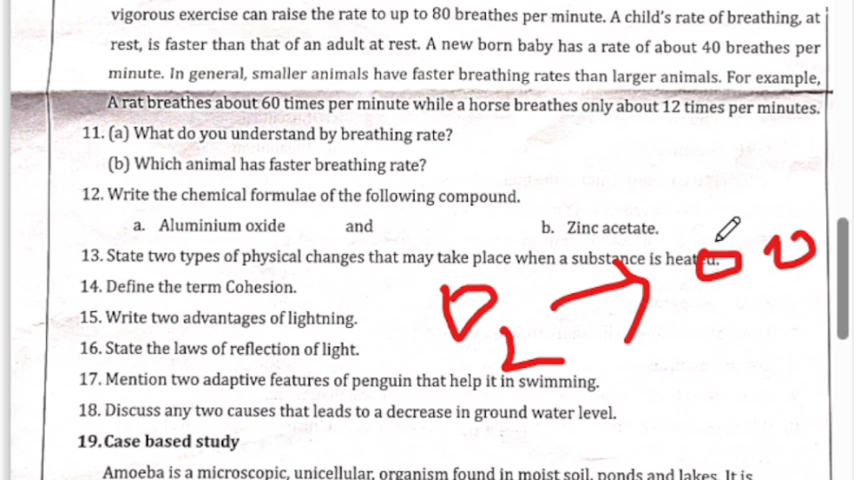 vigorous exercise can raise the rate to up to 80 breathes per minute. A child's rate of breathing, at
rest, is faster than that of an adult at rest. A new born baby has a rate of about 40 breathes per
minute. In general, smaller animals have faster breathing rates than larger animals. For example,
A rat breathes about 60 times per minute while a horse breathes only about 12 times per minutes.
11. (a) What do you understand by breathing rate?
(b) Which animal has faster breathing rate?
12. Write the chemical formulae of the following compound.
a. Aluminium oxide and b. Zinc acetate.
13. State two types of physical changes that may take place when a substance is heated.
14. Define the term Cohesion.
15. Write two advantages of lightning.
16. State the laws of reflection of light.
17. Mention two adaptive features of penguin that help it in swimming.
18. Discuss any two causes that leads to a decrease in ground water level.
19. Case based study
Amoeba is a microscopic, unicellular, organism found in moist soil, ponds and lakes. It is